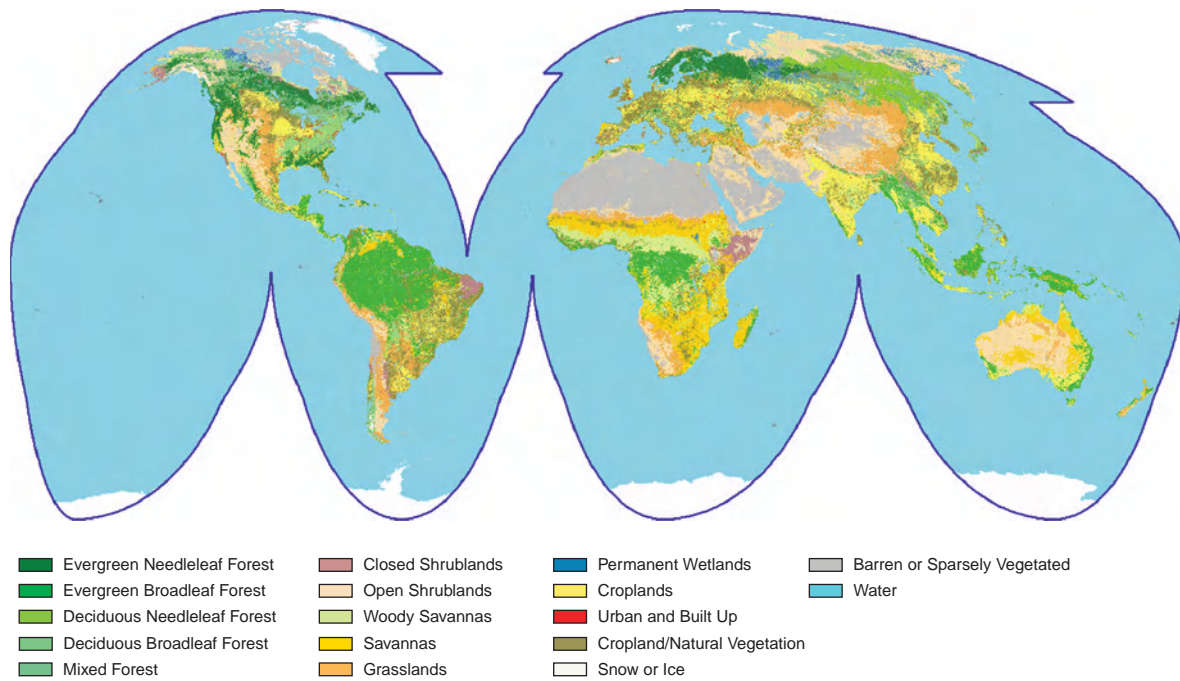 Evergreen Needleleaf Forest
Evergreen Broadleaf Forest
Deciduous Needleleaf Forest
Deciduous Broadleaf Forest
Mixed Forest
Closed Shrublands
Open Shrublands
Woody Savannas
Savannas
Grasslands
Permanent Wetlands
Croplands
Urban and Built Up
Cropland/Natural Vegetation
Snow or Ice
Barren or Sparsely Vegetated
Water